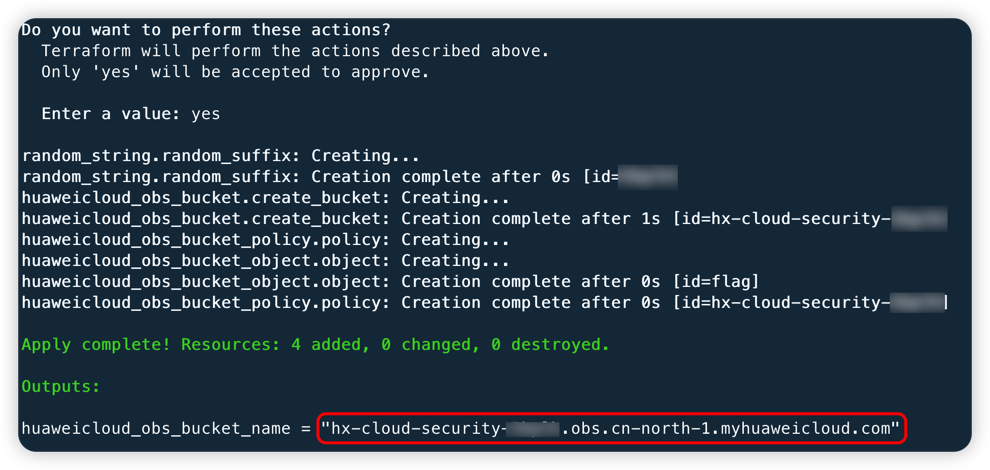 Do you want to perform these actions?
Terraform will perform the actions described above.
Only 'yes' will be accepted to approve.
Enter a value: yes
random_string.random_suffix: Creating...
random_string.random_suffix: Creation complete after 0s [id=
huaweicloud_obs_bucket.create_bucket: Creating...
huaweicloud_obs_bucket.create_bucket: Creation complete after 1s [id=hx-cloud-security-
huaweicloud_obs_bucket_policy.policy: Creating...
huaweicloud_obs_bucket_object.object: Creating...
huaweicloud_obs_bucket_object.object: Creation complete after 0s [id=flag]
huaweicloud_obs_bucket_policy.policy: Creation complete after 0s [id=hx-cloud-security-]
Apply complete! Resources: 4 added, 0 changed, 0 destroyed.
Outputs:
huaweicloud_obs_bucket_name = "hx-cloud-security-.obs.cn-north-1.myhuaweicloud.com"